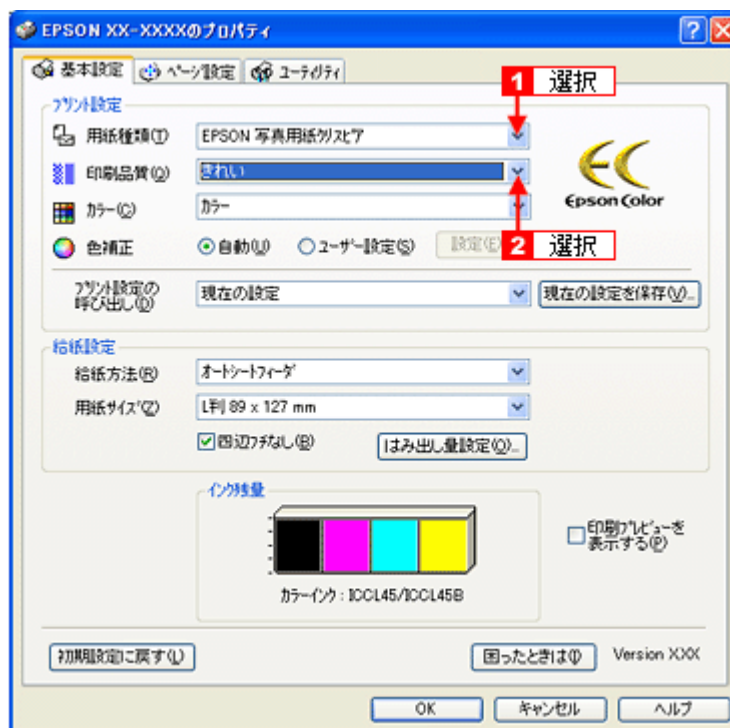 EPSON XX-XXXXのプロパティ
基本設定 ページ設定 ユーティリティ
1 選択
プリント設定
用紙種類(T) EPSON 写真用紙クリスピア
印刷品質(Q) きれい
Epson Color
カラー(C) カラー
色補正 自動(U) ユーザー設定(S) 設定(E)
2 選択
プリント設定の
呼び出し(D) 現在の設定 現在の設定を保存(V)...
給紙設定
給紙方法(R) オートシートフィーダ
用紙サイズ(Z) L判 89 x 127 mm
四辺フチなし(B) はみ出し量設定(O)...
インク残量
印刷プレビューを
表示する(P)
カラーインク : ICCL45/ICCL45B
初期設定に戻す(L) 困ったときは(I) Version X.XX
OK キャンセル ヘルプ